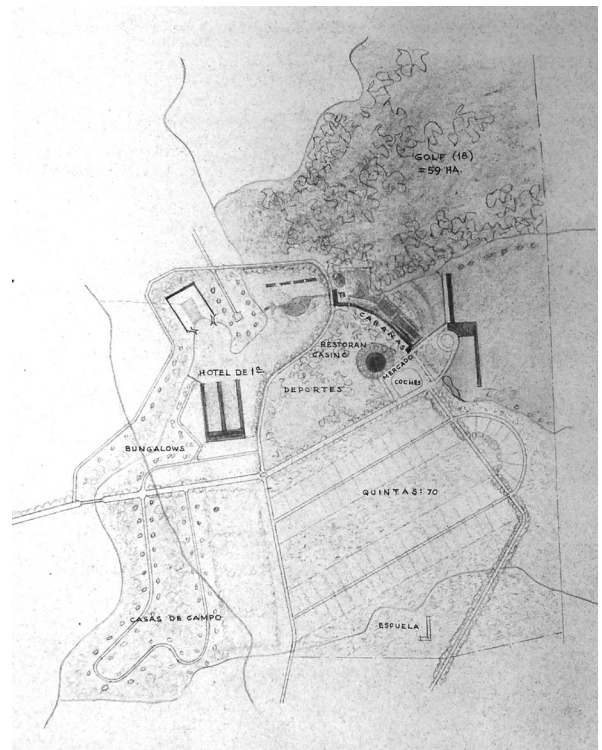 GOLF (18)
= 59 HA.
CABAÑAS
RESTORAN
CASINO
MERCADO
COCHES
HOTEL DE 1ª
DEPORTES
BUNGALOWS
QUINTAS: 70
CASAS DE CAMPO
ESCUELA